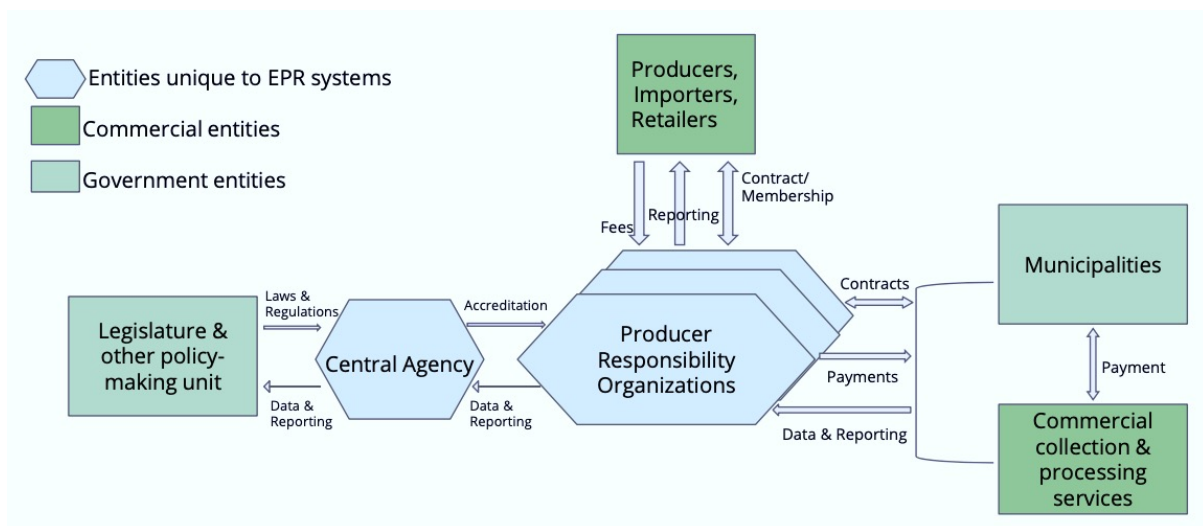 Entities unique to EPR systems
Commercial entities
Government entities
Producers,
Importers,
Retailers
Fees
Reporting
Contract/
Membership
Legislature &
other policy-
making unit
Laws &
Regulations
Data &
Reporting
Central Agency
Accreditation
Data &
Reporting
Producer
Responsibility
Organizations
Contracts
Payments
Data & Reporting
Municipalities
Payment
Commercial
collection &
processing
services